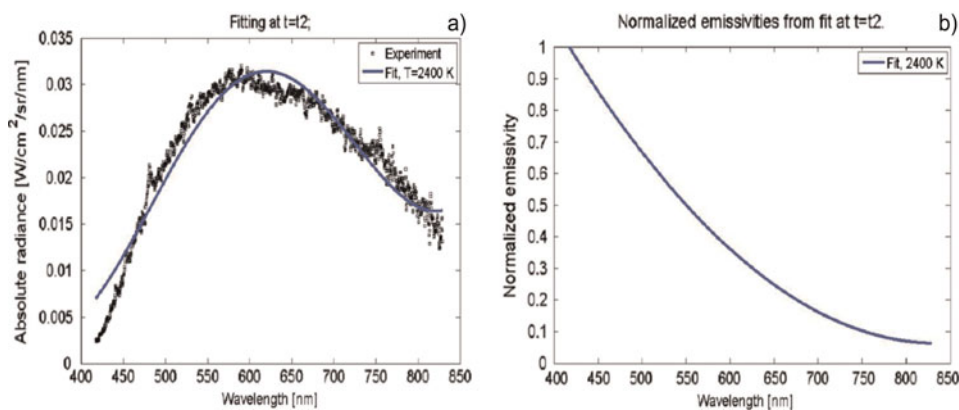 Fitting at t=t2;
a)
Absolute radiance [W/cm²/sr/nm]
0.035
0.03
0.025
0.02
0.015
0.01
0.005
0
Experiment
Fit, T=2400 K
400 450 500 550 600 650 700 750 800 850
Wavelength [nm]
Normalized emissivities from fit at t=t2.
b)
Normalized emissivity
1
0.9
0.8
0.7
0.6
0.5
0.4
0.3
0.2
0.1
0
Fit, 2400 K
400 450 500 550 600 650 700 750 800 850
Wavelength [nm]